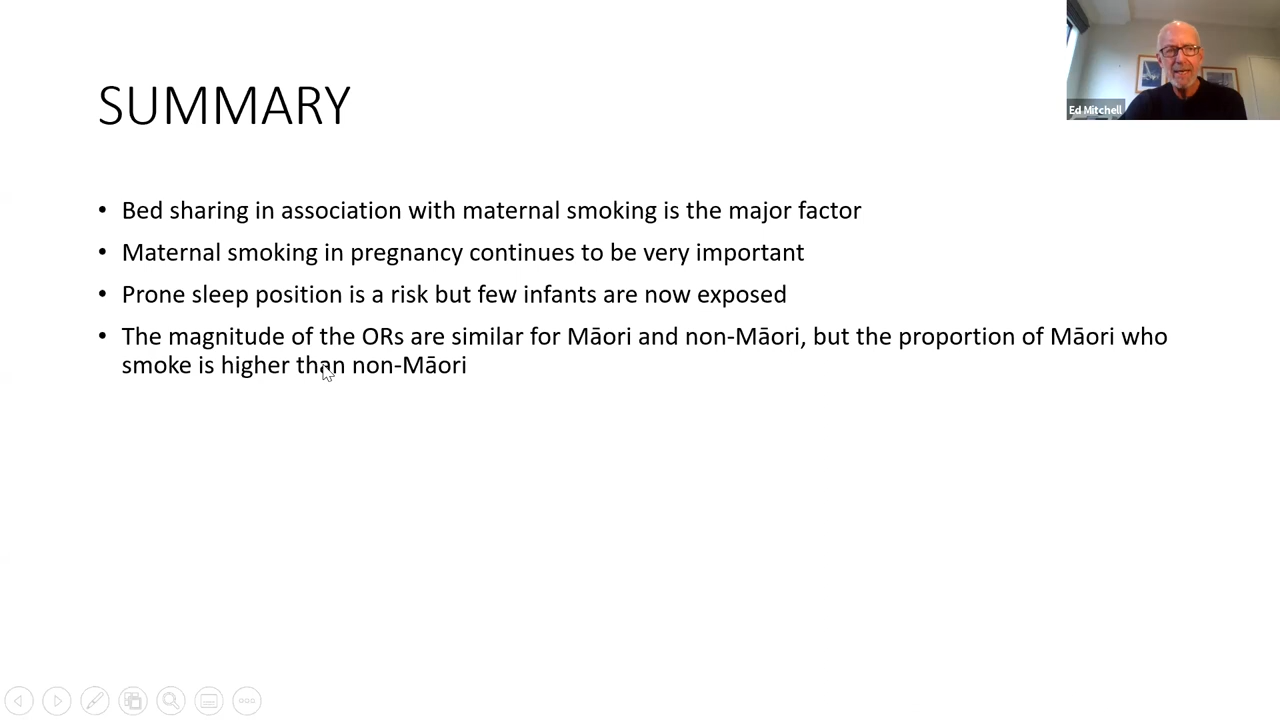 SUMMARY
Ed Mitchell
• Bed sharing in association with maternal smoking is the major factor
• Maternal smoking in pregnancy continues to be very important
• Prone sleep position is a risk but few infants are now exposed
• The magnitude of the ORs are similar for Māori and non-Māori, but the proportion of Māori who
smoke is higher than non-Māori